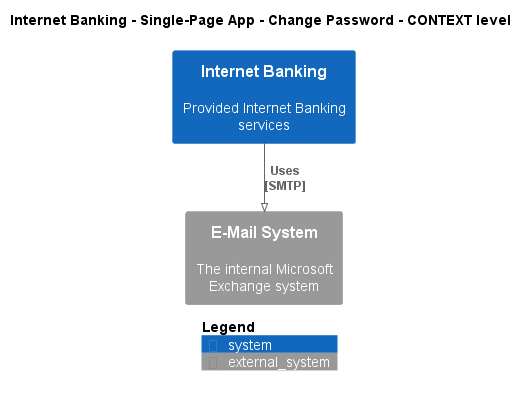 Internet Banking - Single-Page App - Change Password - CONTEXT level
Internet Banking
Provided Internet Banking
services
Uses
[SMTP]
E-Mail System
The internal Microsoft
Exchange system
Legend
system
external_system